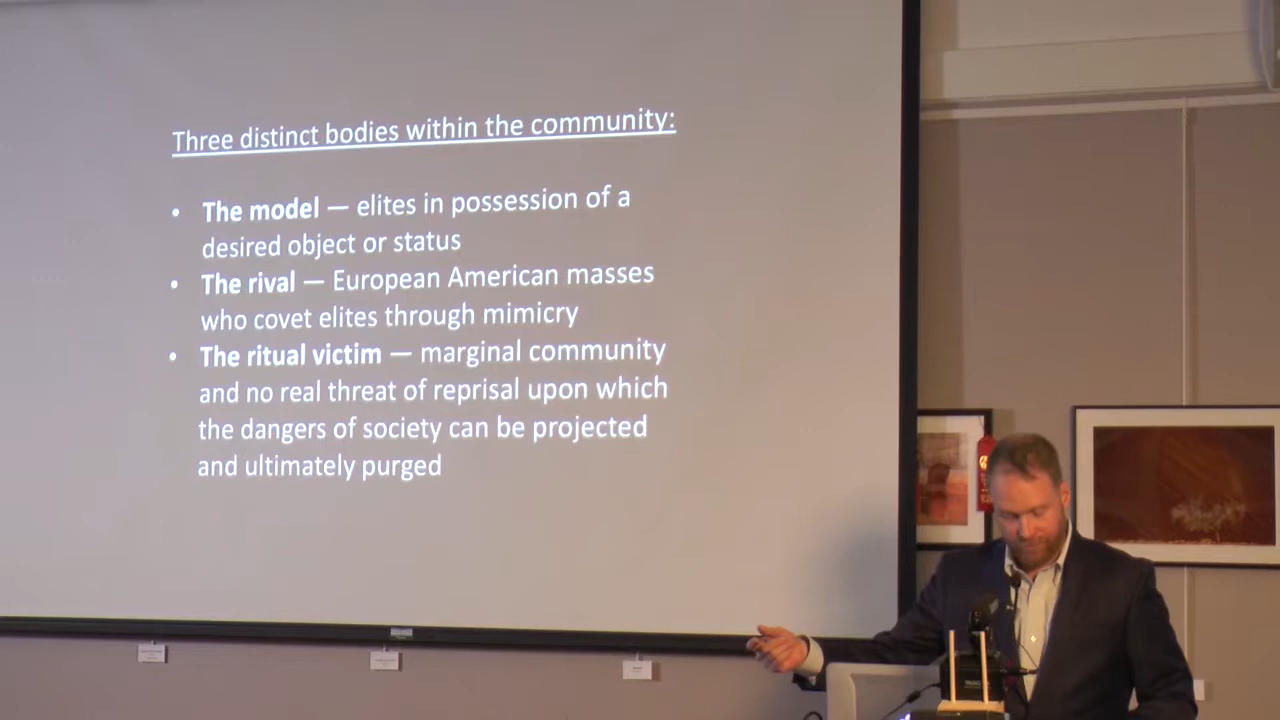 Three distinct bodies within the community:
• The model — elites in possession of a
desired object or status
• The rival — European American masses
who covet elites through mimicry
• The ritual victim — marginal community
and no real threat of reprisal upon which
the dangers of society can be projected
and ultimately purged